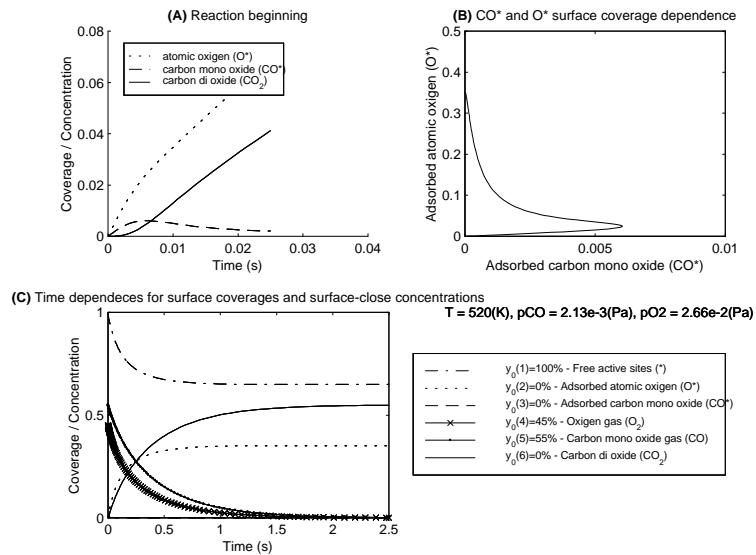 (A) Reaction beginning
0.08
0.06
0.04
0.02
0
0
0.01
0.02
0.03
0.04
Coverage / Concentration
Time (s)
atomic oxigen (O*)
carbon mono oxide (CO*)
carbon di oxide (CO2)
(B) CO* and O* surface coverage dependence
0.5
0.4
0.3
0.2
0.1
0
0
0.005
0.01
Adsorbed atomic oxigen (O*)
Adsorbed carbon mono oxide (CO*)
(C) Time dependeces for surface coverages and surface-close concentrations
1
0.5
0
0
0.5
1
1.5
2
2.5
Coverage / Concentration
Time (s)
T = 520(K), pCO = 2.13e-3(Pa), pO2 = 2.66e-2(Pa)
y0(1)=100% - Free active sites (*)
y0(2)=0% - Adsorbed atomic oxigen (O*)
y0(3)=0% - Adsorbed carbon mono oxide (CO*)
y0(4)=45% - Oxigen gas (O2)
y0(5)=55% - Carbon mono oxide gas (CO)
y0(6)=0% - Carbon di oxide (CO2)